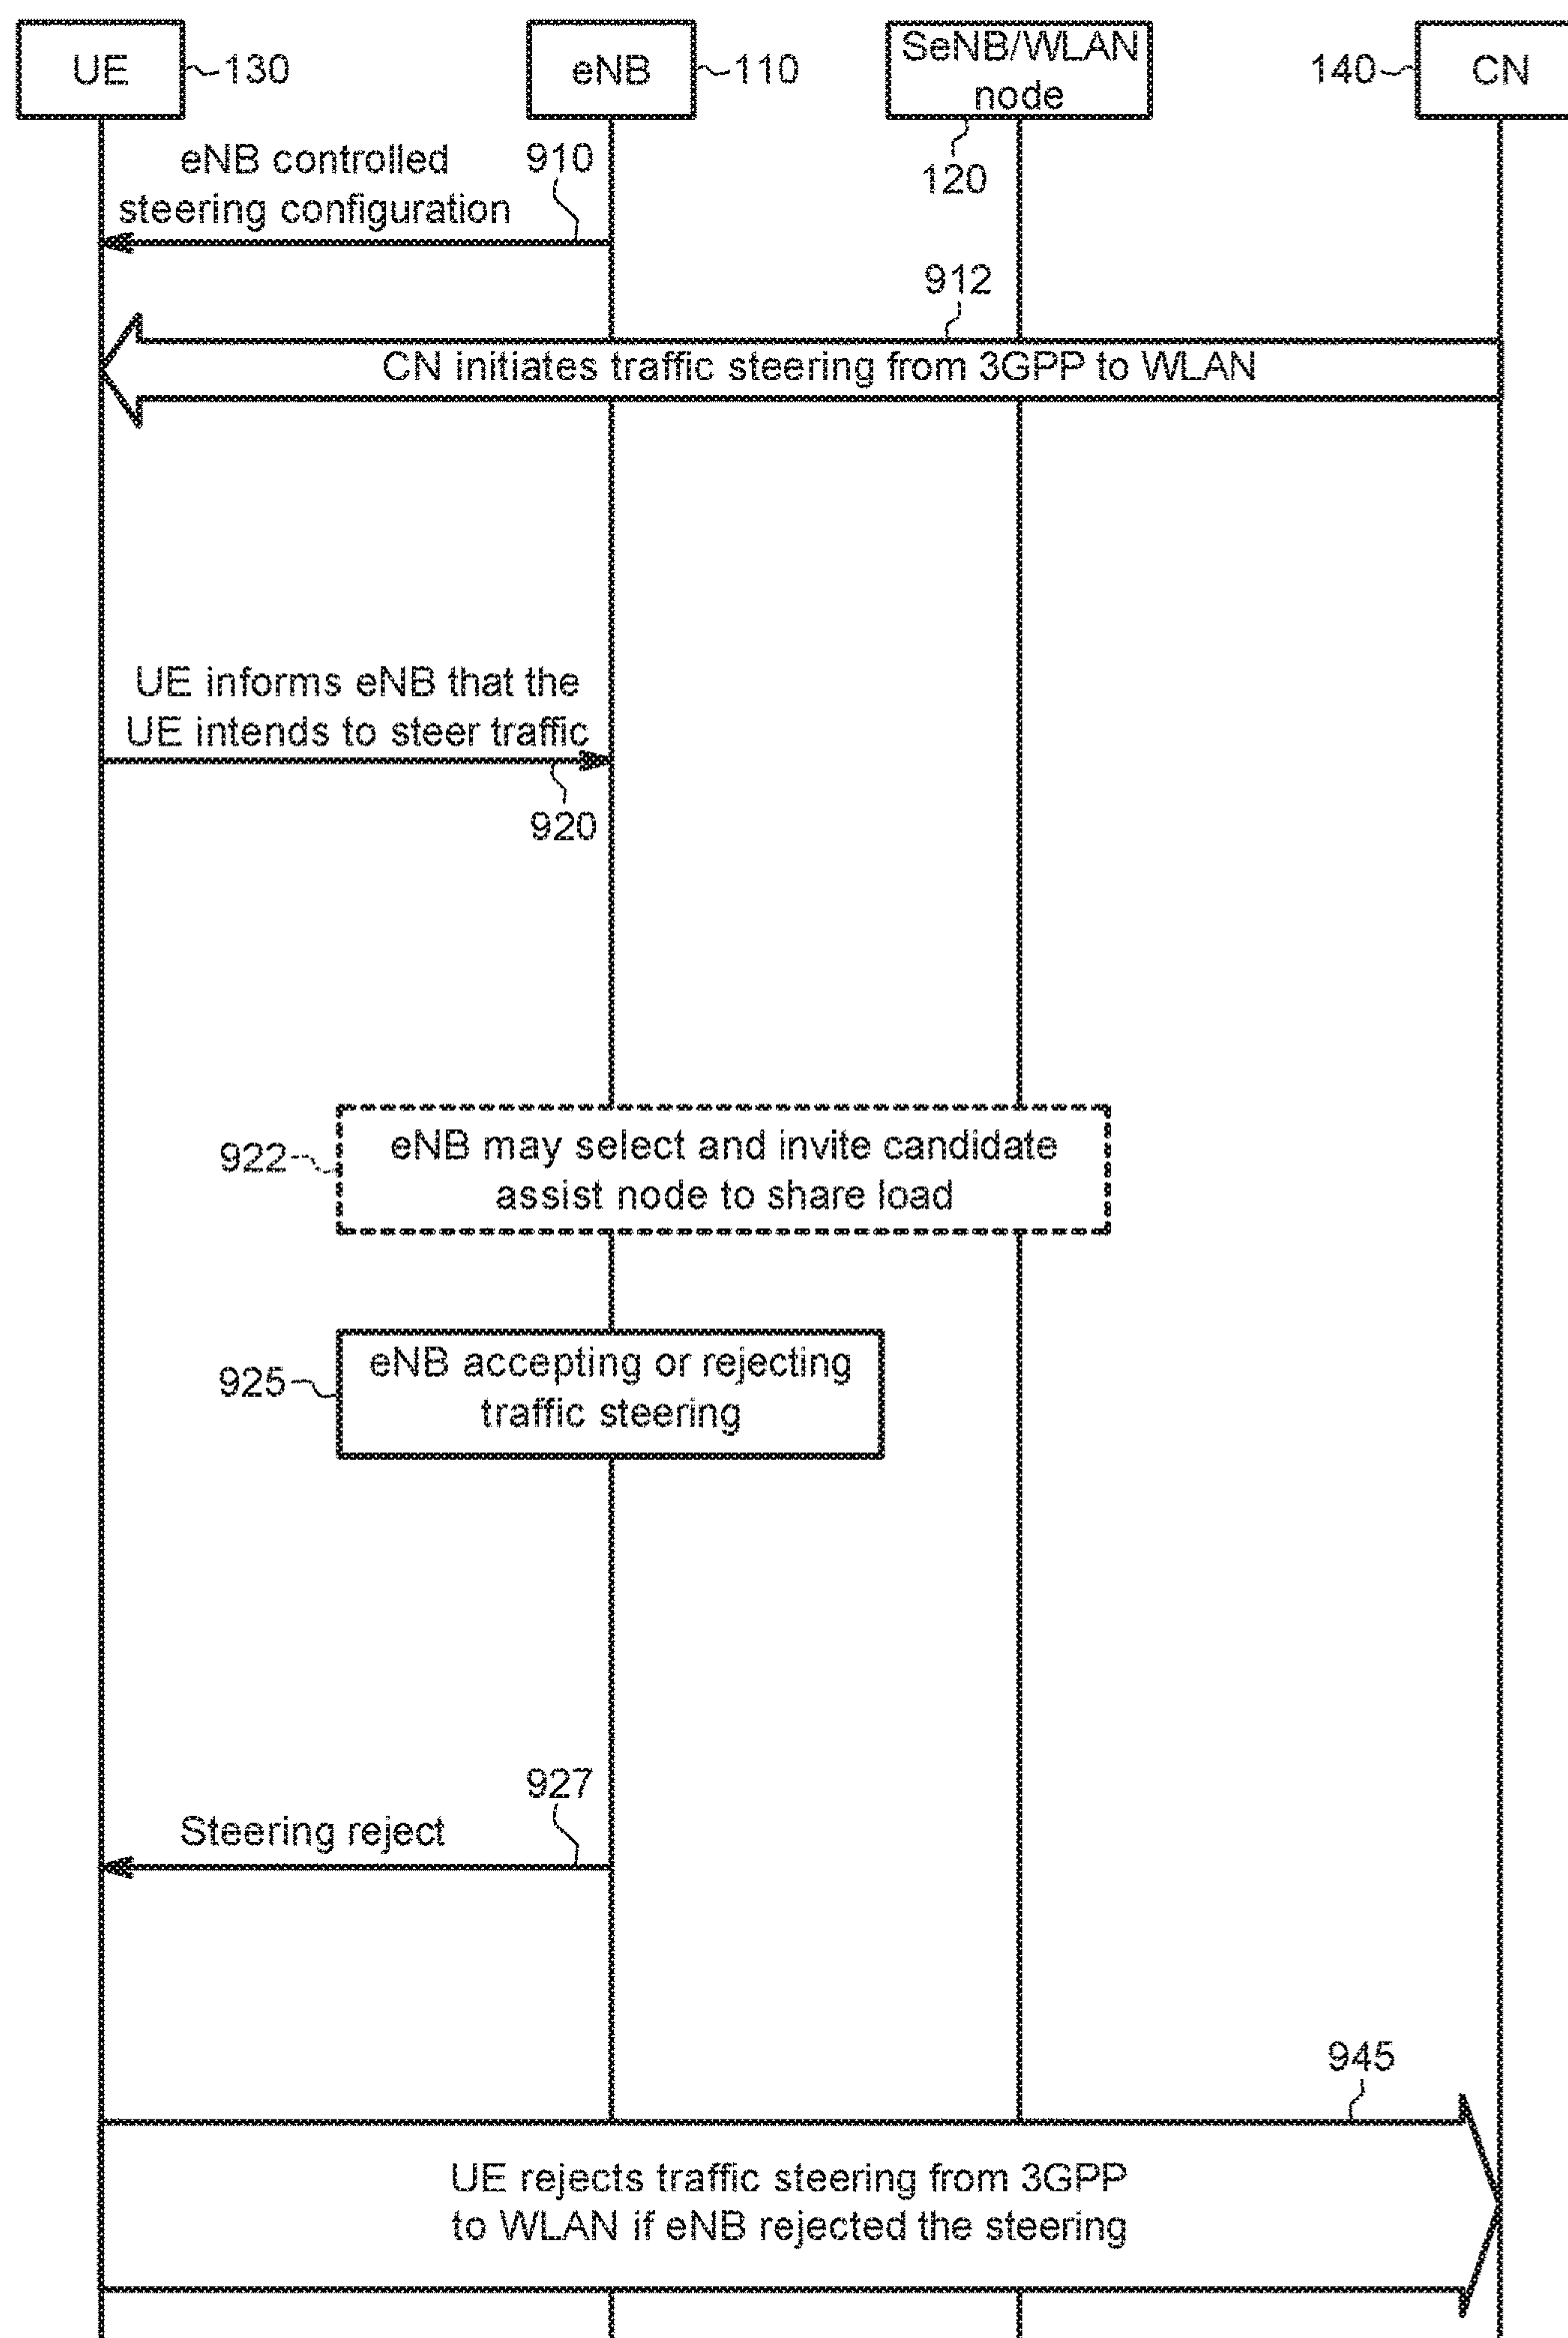 UE
130
eNB
110
SeNB/WLAN
node
120
140
CN
eNB controlled
steering configuration
910
912
CN initiates traffic steering from 3GPP to WLAN
UE informs eNB that the
UE intends to steer traffic
920
922
eNB may select and invite candidate
assist node to share load
925
eNB accepting or rejecting
traffic steering
927
Steering reject
945
UE rejects traffic steering from 3GPP
to WLAN if eNB rejected the steering